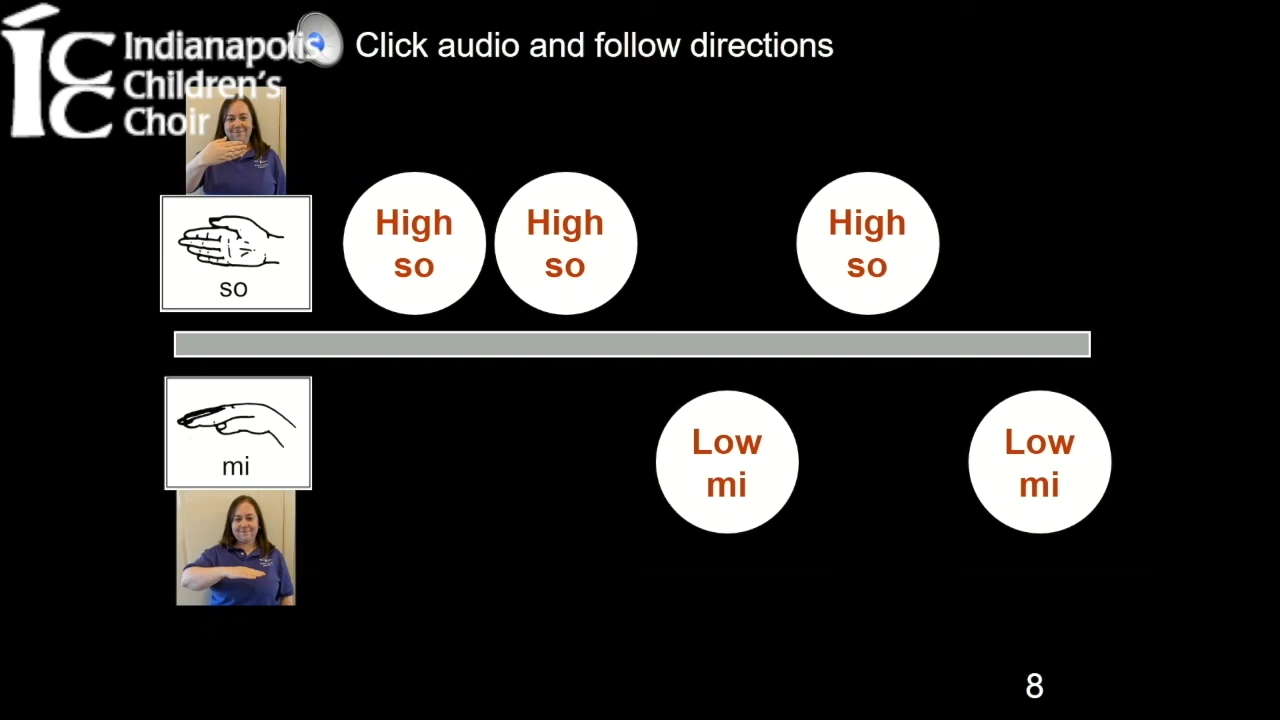 Indianapolis
Children's
Choir
Click audio and follow directions
so
High
so
High
so
High
so
mi
Low
mi
Low
mi
8